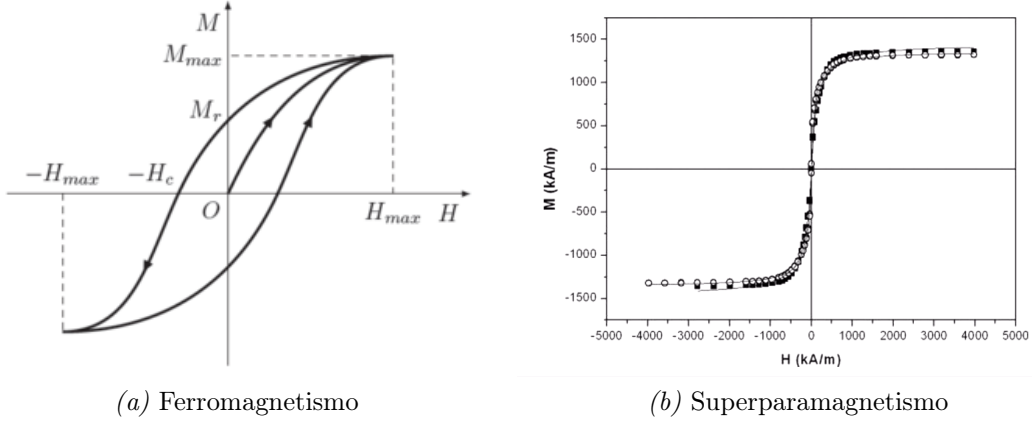 M
M_max
M_r
−H_max
−H_c
O
H_max
H
1500
1000
500
0
-500
-1000
-1500
M (kA/m)
-5000 -4000 -3000 -2000 -1000 0 1000 2000 3000 4000 5000
H (kA/m)
(a) Ferromagnetismo
(b) Superparamagnetismo